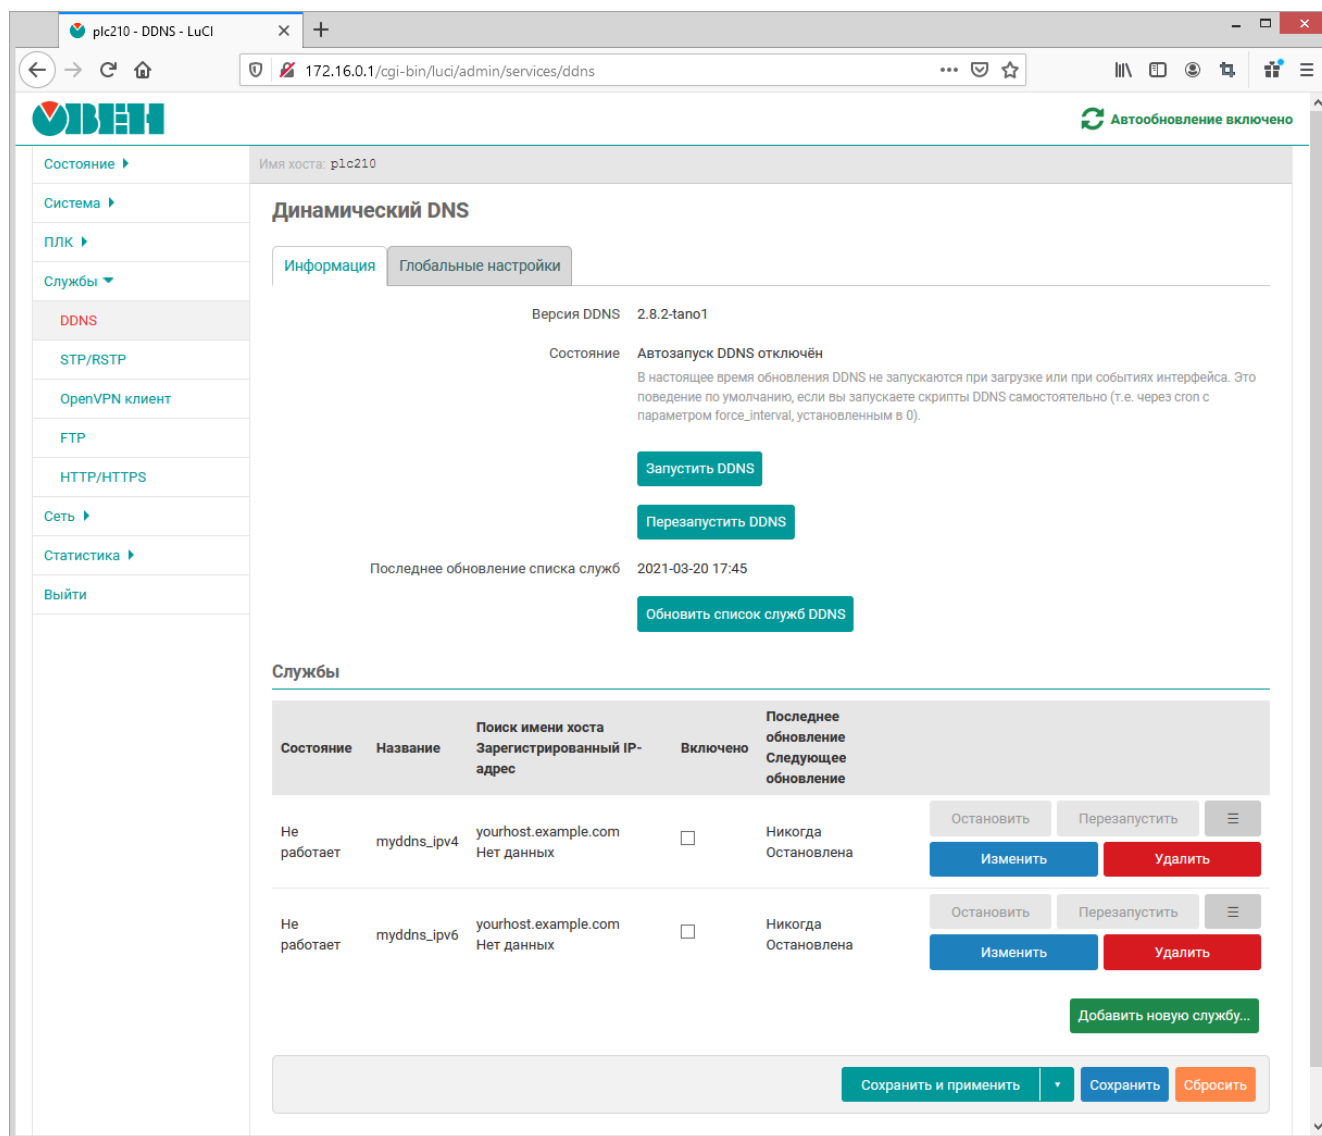 plc210 - DDNS - LuCI
172.16.0.1/cgi-bin/luci/admin/services/ddns
ОВЕН
Автообновление включено
Состояние
Система
ПЛК
Службы
DDNS
STP/RSTP
OpenVPN клиент
FTP
HTTP/HTTPS
Сеть
Статистика
Выйти
Имя хоста: plc210
Динамический DNS
Информация
Глобальные настройки
Версия DDNS 2.8.2-tano1
Состояние Автозапуск DDNS отключён
В настоящее время обновления DDNS не запускаются при загрузке или при событиях интерфейса. Это
поведение по умолчанию, если вы запускаете скрипты DDNS самостоятельно (т.е. через cron с
параметром force_interval, установленным в 0).
Запустить DDNS
Перезапустить DDNS
Последнее обновление списка служб 2021-03-20 17:45
Обновить список служб DDNS
Службы
Состояние
Название
Поиск имени хоста
Зарегистрированный IP-
адрес
Включено
Последнее
обновление
Следующее
обновление
Не
работает
myddns_ipv4
yourhost.example.com
Нет данных
Никогда
Остановлена
Остановить
Перезапустить
Изменить
Удалить
Не
работает
myddns_ipv6
yourhost.example.com
Нет данных
Никогда
Остановлена
Остановить
Перезапустить
Изменить
Удалить
Добавить новую службу...
Сохранить и применить
Сохранить
Сбросить